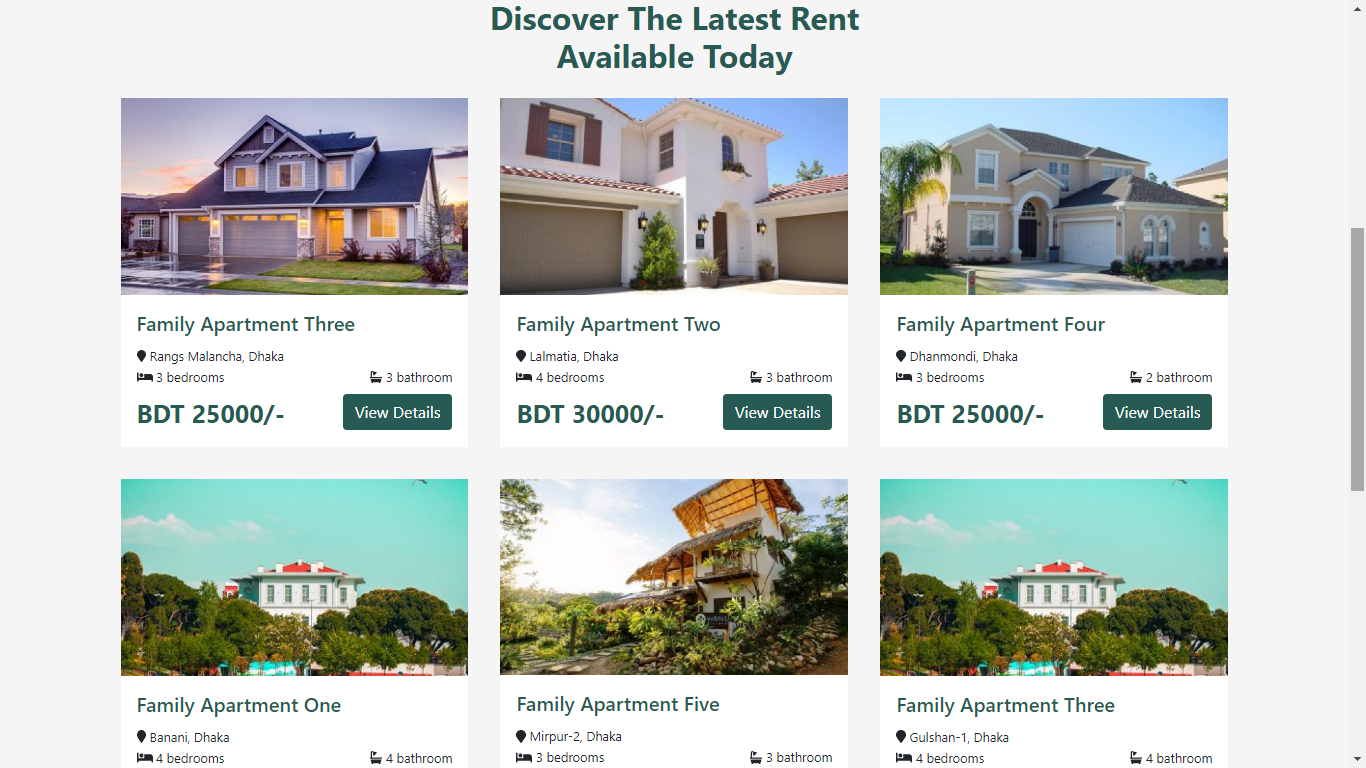 Discover The Latest Rent
Available Today
Family Apartment Three
Rangs Malancha, Dhaka
3 bedrooms 3 bathroom
BDT 25000/- View Details
Family Apartment Two
Lalmatia, Dhaka
4 bedrooms 3 bathroom
BDT 30000/- View Details
Family Apartment Four
Dhanmondi, Dhaka
3 bedrooms 2 bathroom
BDT 25000/- View Details
Family Apartment One
Banani, Dhaka
4 bedrooms 4 bathroom
Family Apartment Five
Mirpur-2, Dhaka
3 bedrooms 3 bathroom
Family Apartment Three
Gulshan-1, Dhaka
4 bedrooms 4 bathroom